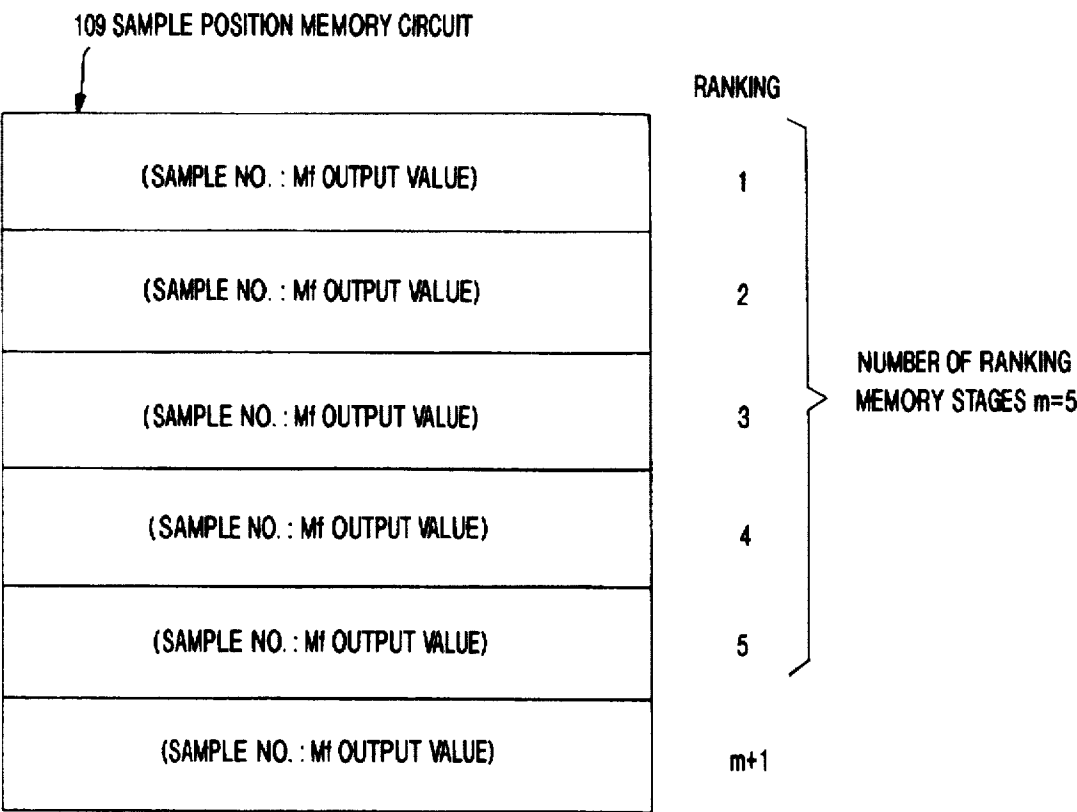 109 SAMPLE POSITION MEMORY CIRCUIT
RANKING
(SAMPLE NO. : Mf OUTPUT VALUE) 1
(SAMPLE NO. : Mf OUTPUT VALUE) 2
(SAMPLE NO. : Mf OUTPUT VALUE) 3
(SAMPLE NO. : Mf OUTPUT VALUE) 4
(SAMPLE NO. : Mf OUTPUT VALUE) 5
(SAMPLE NO. : Mf OUTPUT VALUE) m+1
NUMBER OF RANKING
MEMORY STAGES m=5